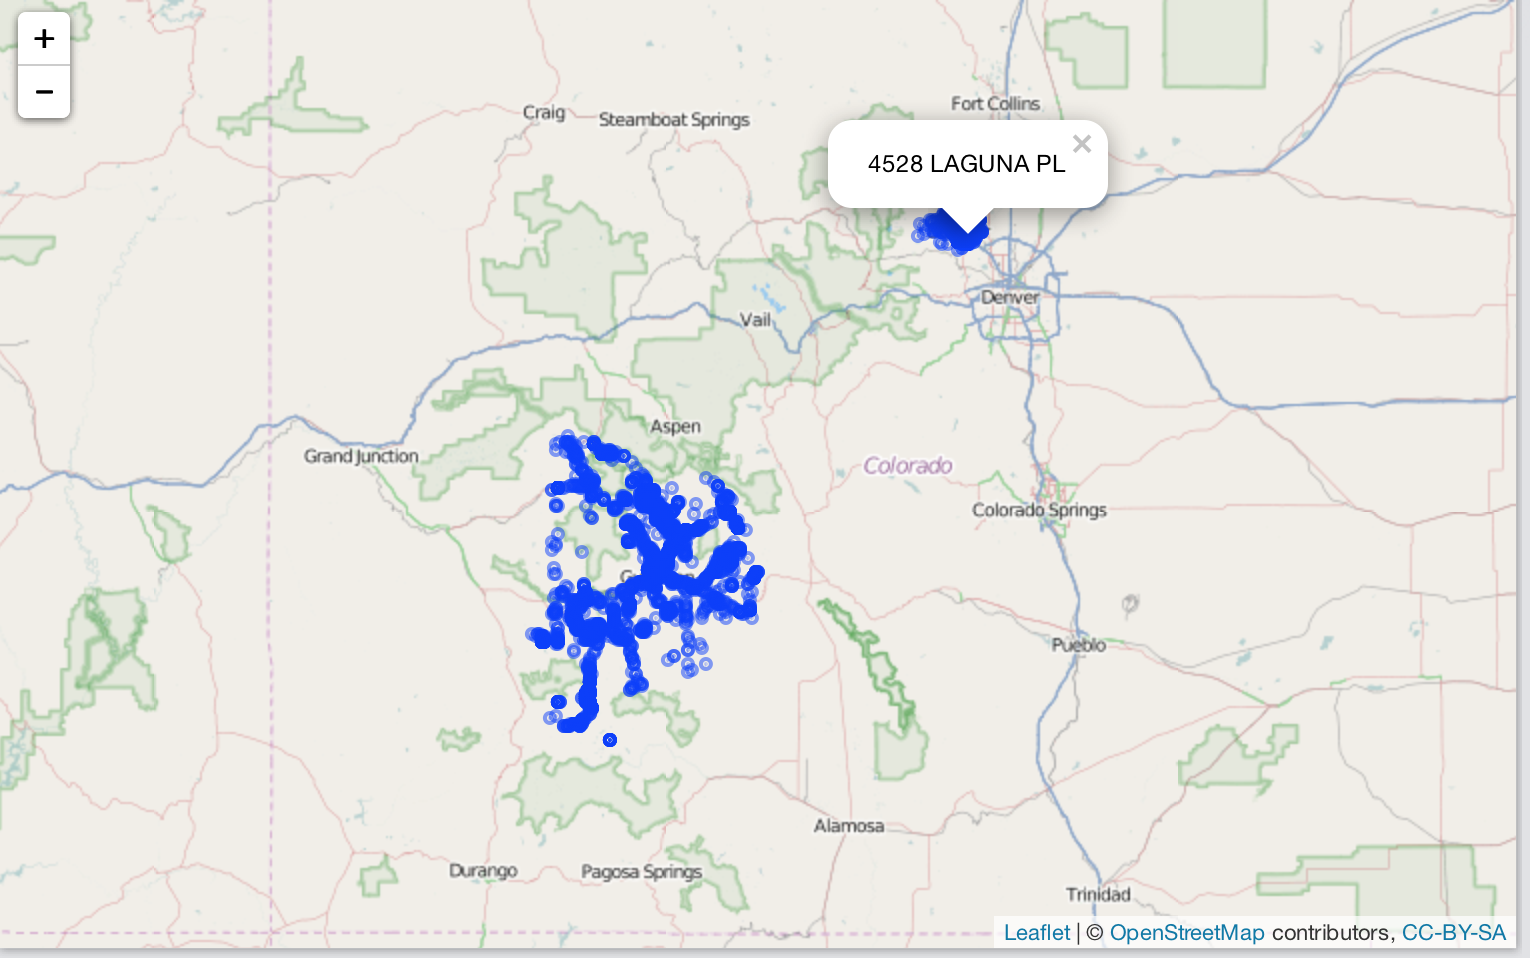 +
−
Craig
Steamboat Springs
Fort Collins
×
4528 LAGUNA PL
Denver
Vail
Aspen
Grand Junction
Colorado
Colorado Springs
Pueblo
Alamosa
Durango
Pagosa Springs
Trinidad
Leaflet | © OpenStreetMap contributors, CC-BY-SA